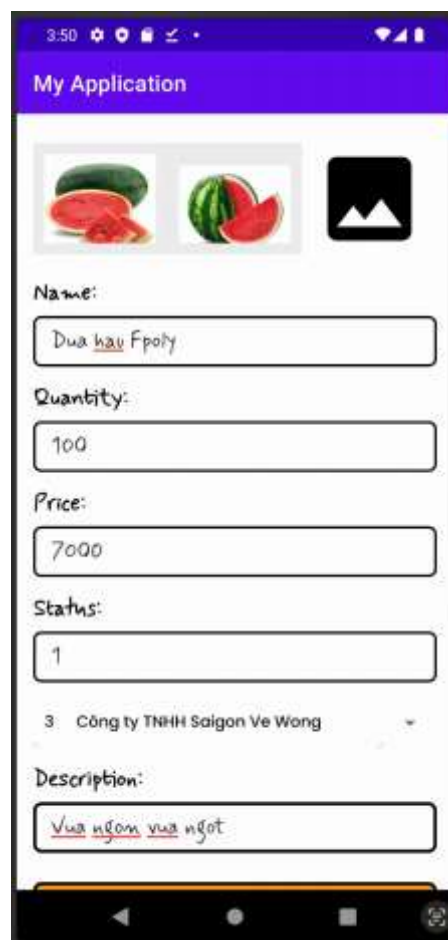 3:50
My Application
Name:
Dua hau Fpoly
Quantity:
100
Price:
7000
Status:
1
3 Công ty TNHH Saigon Ve Wong
Description:
Vua ngon vua ngot